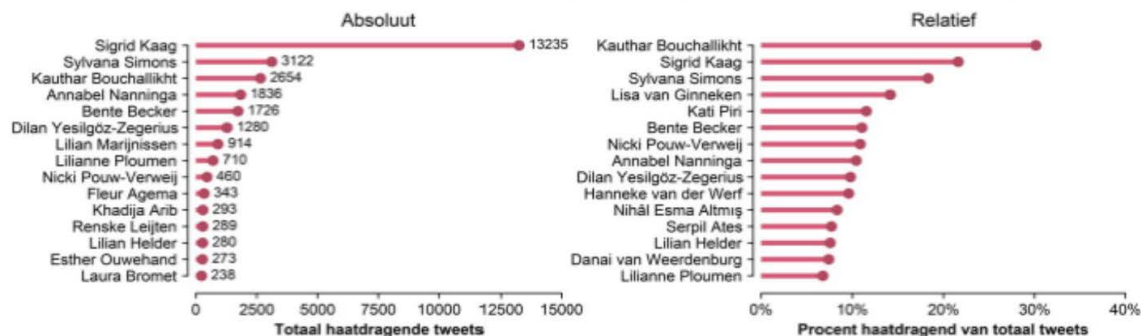 Absoluut
Sigrid Kaag 13235
Sylvana Simons 3122
Kauthar Bouchallikht 2654
Annabel Nanninga 1836
Bente Becker 1726
Dilan Yesilgöz-Zegerius 1280
Lilian Marijnissen 914
Lilianne Ploumen 710
Nicki Pouw-Verweij 460
Fleur Agema 343
Khadija Arib 293
Renske Leijten 289
Lilian Helder 280
Esther Ouwehand 273
Laura Bromet 238
0 2500 5000 7500 10000 12500 15000
Totaal haatdragende tweets
Relatief
Kauthar Bouchallikht
Sigrid Kaag
Sylvana Simons
Lisa van Ginneken
Kati Piri
Bente Becker
Nicki Pouw-Verweij
Annabel Nanninga
Dilan Yesilgöz-Zegerius
Hanneke van der Werf
Nihâl Esma Altmış
Serpil Ates
Lilian Helder
Danai van Weerdenburg
Lilianne Ploumen
0% 10% 20% 30% 40%
Procent haatdragend van totaal tweets